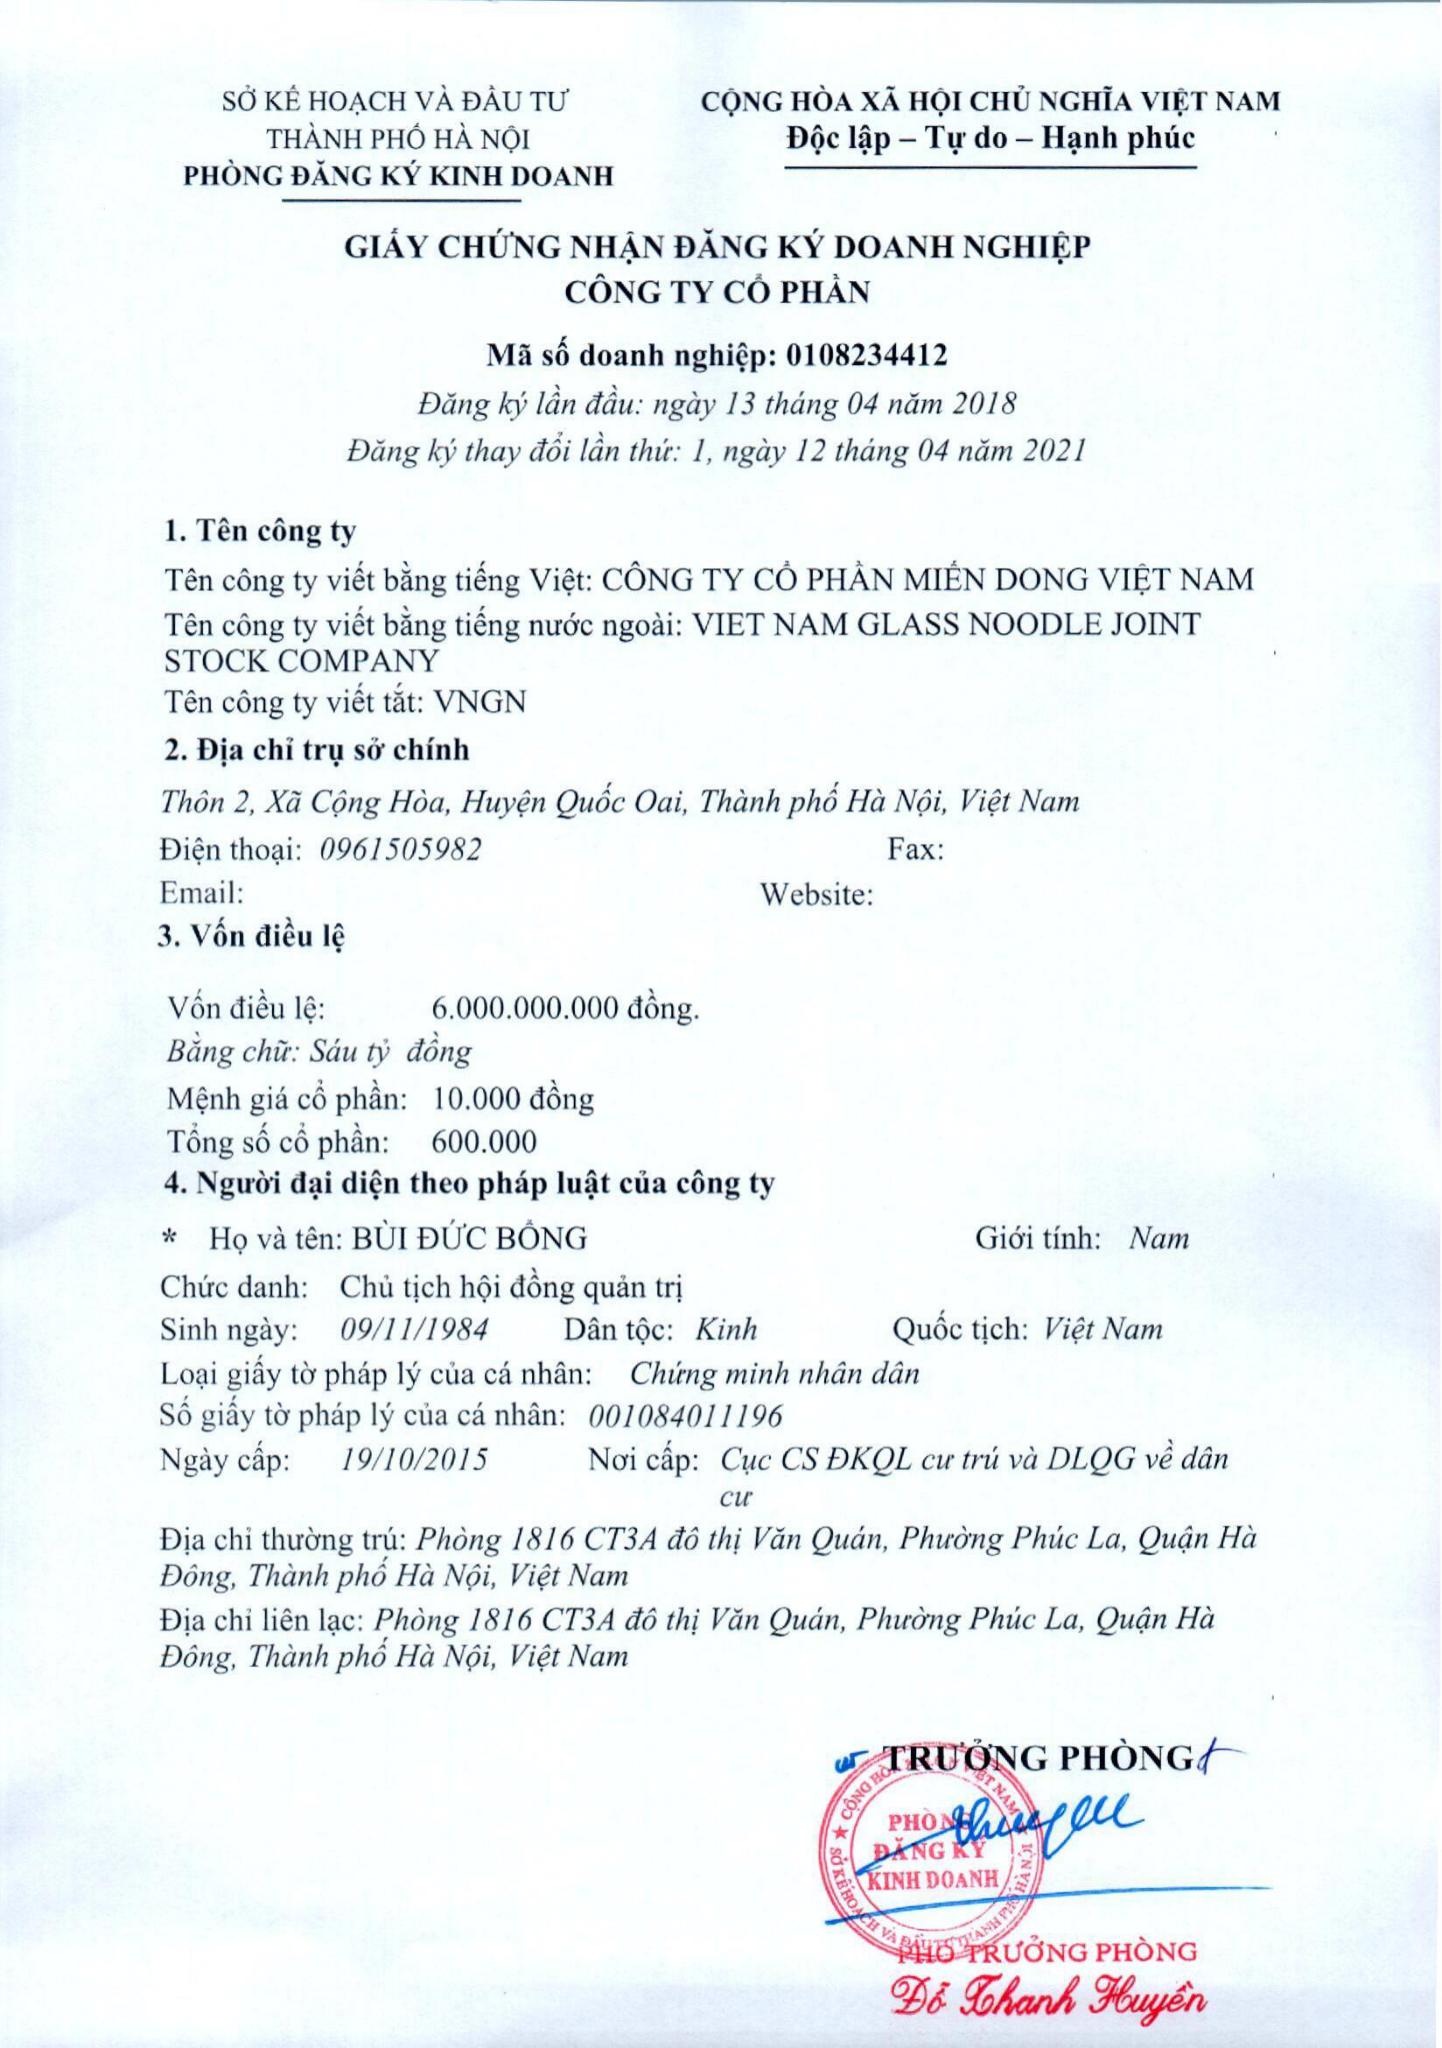 SỞ KẾ HOẠCH VÀ ĐẦU TƯ
THÀNH PHỐ HÀ NỘI
PHÒNG ĐĂNG KÝ KINH DOANH
CỘNG HÒA XÃ HỘI CHỦ NGHĨA VIỆT NAM
Độc lập – Tự do – Hạnh phúc
GIẤY CHỨNG NHẬN ĐĂNG KÝ DOANH NGHIỆP
CÔNG TY CỔ PHẦN
Mã số doanh nghiệp: 0108234412
Đăng ký lần đầu: ngày 13 tháng 04 năm 2018
Đăng ký thay đổi lần thứ: 1, ngày 12 tháng 04 năm 2021
1. Tên công ty
Tên công ty viết bằng tiếng Việt: CÔNG TY CỔ PHẦN MIẾN DONG VIỆT NAM
Tên công ty viết bằng tiếng nước ngoài: VIET NAM GLASS NOODLE JOINT
STOCK COMPANY
Tên công ty viết tắt: VNGN
2. Địa chỉ trụ sở chính
Thôn 2, Xã Cộng Hòa, Huyện Quốc Oai, Thành phố Hà Nội, Việt Nam
Điện thoại: 0961505982 Fax:
Email: Website:
3. Vốn điều lệ
Vốn điều lệ: 6.000.000.000 đồng.
Bằng chữ: Sáu tỷ đồng
Mệnh giá cổ phần: 10.000 đồng
Tổng số cổ phần: 600.000
4. Người đại diện theo pháp luật của công ty
* Họ và tên: BÙI ĐỨC BỔNG Giới tính: Nam
Chức danh: Chủ tịch hội đồng quản trị
Sinh ngày: 09/11/1984 Dân tộc: Kinh Quốc tịch: Việt Nam
Loại giấy tờ pháp lý của cá nhân: Chứng minh nhân dân
Số giấy tờ pháp lý của cá nhân: 001084011196
Ngày cấp: 19/10/2015 Nơi cấp: Cục CS ĐKQL cư trú và DLQG về dân
cư
Địa chỉ thường trú: Phòng 1816 CT3A đô thị Văn Quán, Phường Phúc La, Quận Hà
Đông, Thành phố Hà Nội, Việt Nam
Địa chỉ liên lạc: Phòng 1816 CT3A đô thị Văn Quán, Phường Phúc La, Quận Hà
Đông, Thành phố Hà Nội, Việt Nam
TRƯỞNG PHÒNG
PHÒNG
ĐĂNG KÝ
KINH DOANH
SỞ KẾ HOẠCH VÀ ĐẦU TƯ THÀNH PHỐ HÀ NỘI
PHÓ TRƯỞNG PHÒNG
Đỗ Thanh Huyền